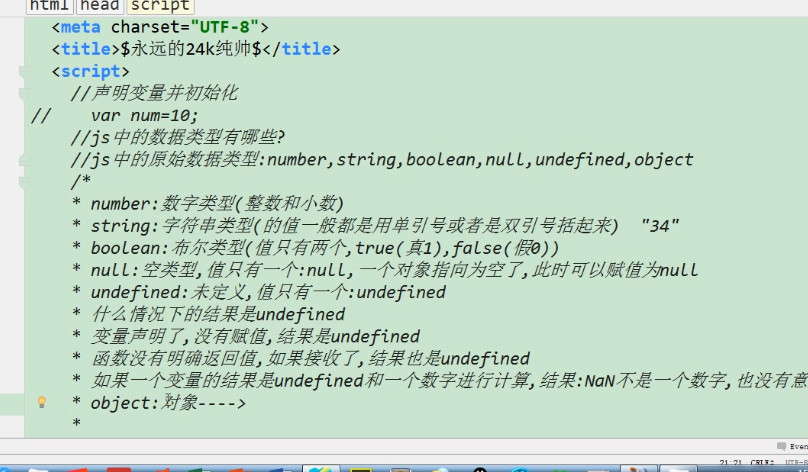 html head script
<meta charset="UTF-8">
<title>$永远的24k纯帅$</title>
<script>
//声明变量并初始化
// var num=10;
//js中的数据类型有哪些?
//js中的原始数据类型:number,string,boolean,null,undefined,object
/*
* number:数字类型(整数和小数)
* string:字符串类型(的值一般都是用单引号或者是双引号括起来) "34"
* boolean:布尔类型(值只有两个,true(真1),false(假0))
* null:空类型,值只有一个:null,一个对象指向为空了,此时可以赋值为null
* undefined:未定义,值只有一个:undefined
* 什么情况下的结果是undefined
* 变量声明了,没有赋值,结果是undefined
* 函数没有明确返回值,如果接收了,结果也是undefined
* 如果一个变量的结果是undefined和一个数字进行计算,结果:NaN不是一个数字,也没有意
* object:对象---->
*
Even
21:21 CRLF: UTF-8